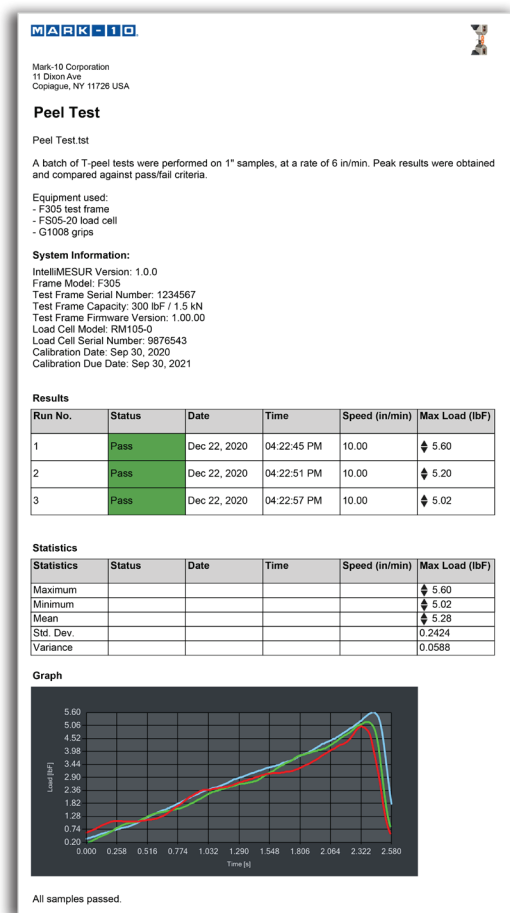 MARK-10.
Mark-10 Corporation
11 Dixon Ave
Copiague, NY 11726 USA
Peel Test
Peel Test.tst
A batch of T-peel tests were performed on 1" samples, at a rate of 6 in/min. Peak results were obtained
and compared against pass/fail criteria.
Equipment used:
- F305 test frame
- FS05-20 load cell
- G1008 grips
System Information:
IntelliMESUR Version: 1.0.0
Frame Model: F305
Test Frame Serial Number: 1234567
Test Frame Capacity: 300 lbF / 1.5 kN
Test Frame Firmware Version: 1.00.00
Load Cell Model: RM105-0
Load Cell Serial Number: 9876543
Calibration Date: Sep 30, 2020
Calibration Due Date: Sep 30, 2021
Results
Run No. Status Date Time Speed (in/min) Max Load (lbF)
1 Pass Dec 22, 2020 04:22:45 PM 10.00 5.60
2 Pass Dec 22, 2020 04:22:51 PM 10.00 5.20
3 Pass Dec 22, 2020 04:22:57 PM 10.00 5.02
Statistics
Statistics Status Date Time Speed (in/min) Max Load (lbF)
Maximum 5.60
Minimum 5.02
Mean 5.28
Std. Dev. 0.2424
Variance 0.0588
Graph
5.60
5.06
4.52
3.98
3.44
2.90
2.36
1.82
1.28
0.74
0.20
Load [lbF]
0.000 0.258 0.516 0.774 1.032 1.290 1.548 1.806 2.064 2.322 2.580
Time [s]
All samples passed.